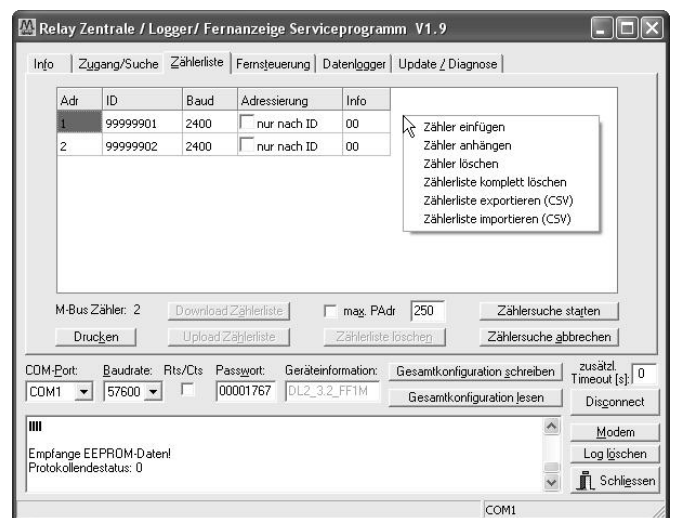 Relay Zentrale / Logger/ Fernanzeige Serviceprogramm V1.9
Info Zugang/Suche Zählerliste Fernsteuerung Datenlogger Update / Diagnose
Adr ID Baud Adressierung Info
1 99999901 2400 nur nach ID 00
2 99999902 2400 nur nach ID 00
Zähler einfügen
Zähler anhängen
Zähler löschen
Zählerliste komplett löschen
Zählerliste exportieren (CSV)
Zählerliste importieren (CSV)
M-Bus Zähler: 2 Download Zählerliste max. PAdr 250 Zählersuche starten
Drucken Upload Zählerliste Zählerliste löschen Zählersuche abbrechen
COM-Port: Baudrate: Rts/Cts Passwort: Geräteinformation: Gesamtkonfiguration schreiben zusätzl. Timeout [s]: 0
COM1 57600 00001767 DL2_3.2_FF1M Gesamtkonfiguration lesen Disconnect
Empfange EEPROM-Daten!
Protokollendestatus: 0
Modem
Log löschen
Schliessen
COM1